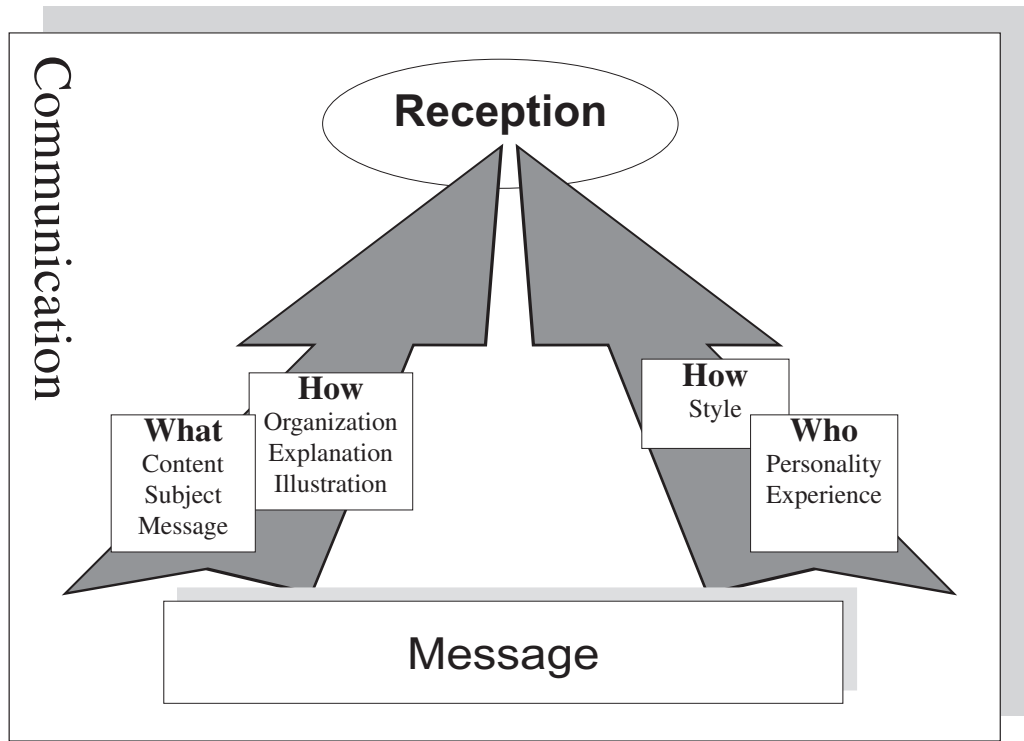 Communication
Reception
What
Content
Subject
Message
How
Organization
Explanation
Illustration
How
Style
Who
Personality
Experience
Message